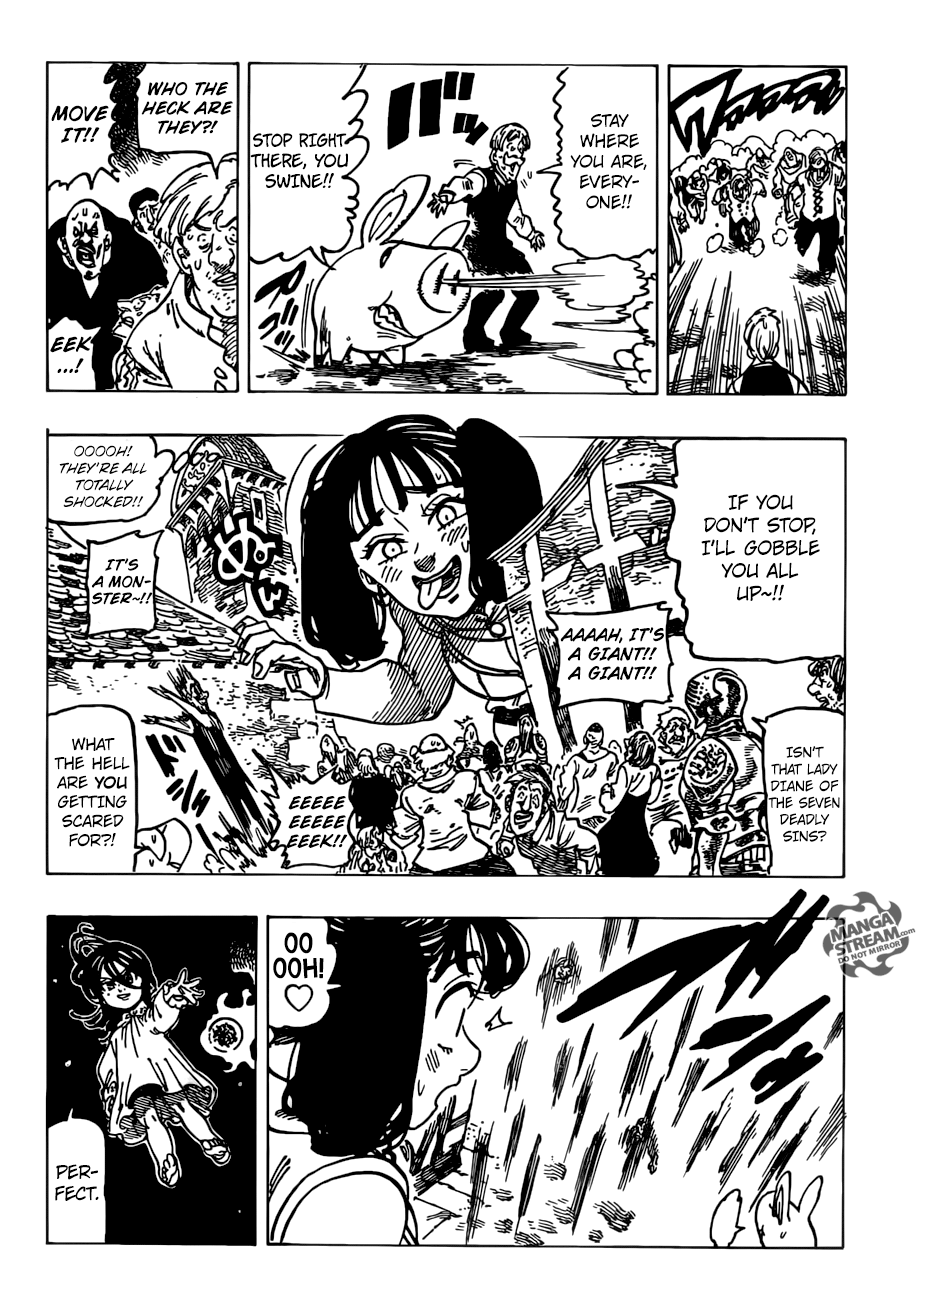 STAY
WHERE
YOU ARE,
EVERY-
ONE!!
バッ
STOP RIGHT
THERE, YOU
SWINE!!
WHO THE
HECK ARE
THEY?!
MOVE
IT!!
EEK
...!
IF YOU
DON'T STOP,
I'LL GOBBLE
YOU ALL
UP~!!
OOOOH!
THEY'RE ALL
TOTALLY
SHOCKED!!
IT'S
A MON-
STER~!!
AAAAH, IT'S
A GIANT!!
A GIANT!!
ISN'T
THAT LADY
DIANE OF
THE SEVEN
DEADLY
SINS?
WHAT
THE HELL
ARE YOU
GETTING
SCARED
FOR?!
EEEEE
EEEEE
EEEK!!
OO
OOH!
♡
PER-
FECT.
MANGA
STREAM.com
DO NOT MIRROR